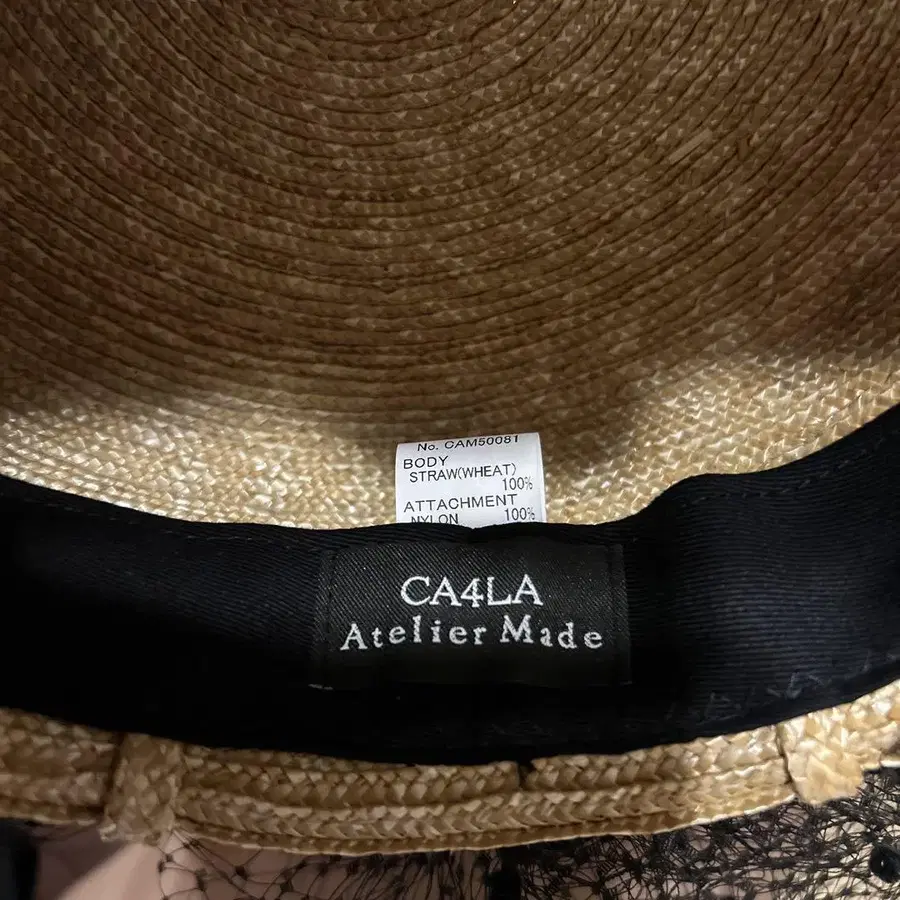 No. CAM50081
BODY
STRAW(WHEAT)
100%
ATTACHMENT
NYLON 100%
CA4LA
Atelier Made